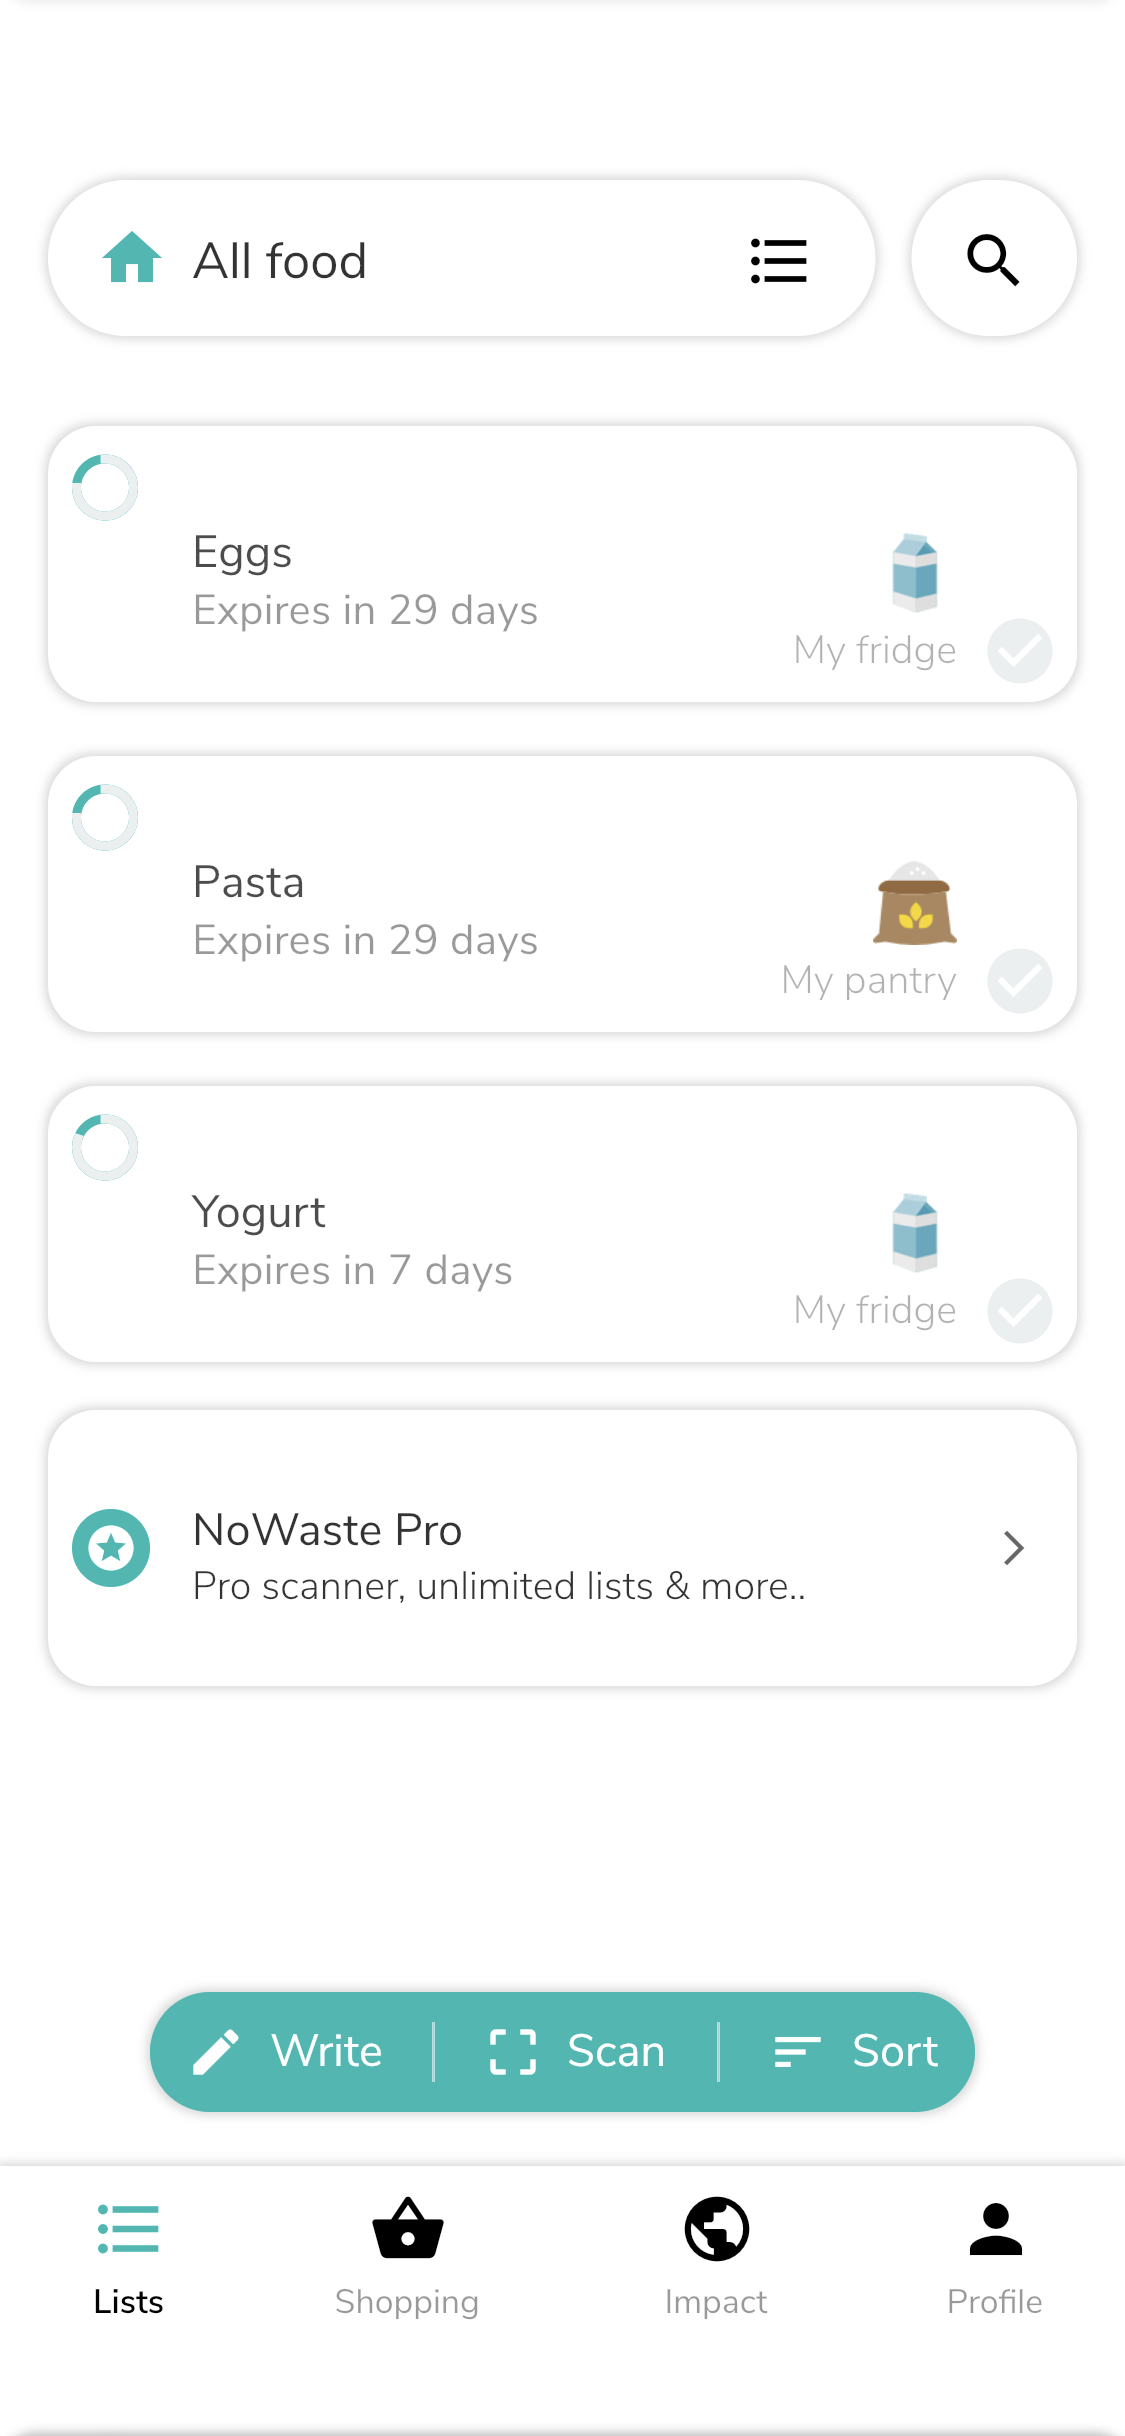 All food
Eggs
Expires in 29 days
My fridge
Pasta
Expires in 29 days
My pantry
Yogurt
Expires in 7 days
My fridge
NoWaste Pro
Pro scanner, unlimited lists & more..
Write
Scan
Sort
Lists
Shopping
Impact
Profile